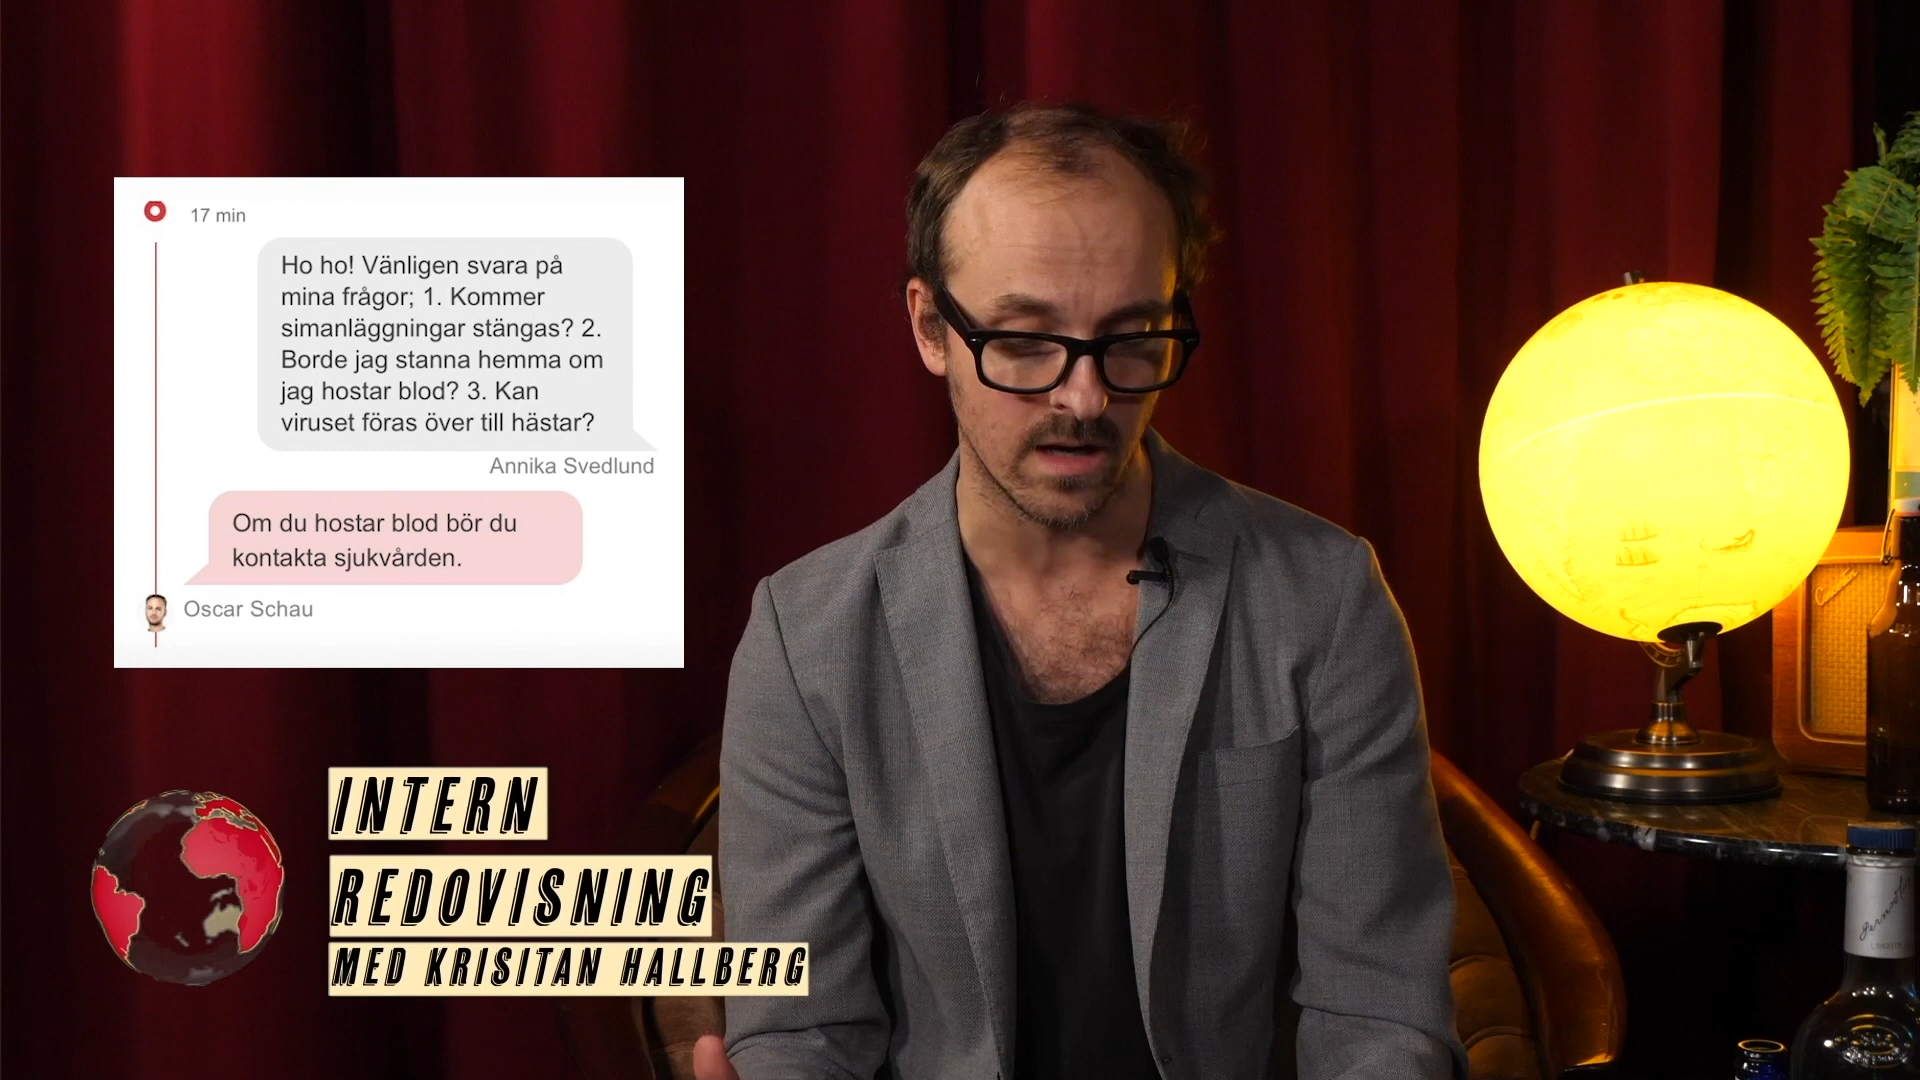 17 min
Ho ho! Vänligen svara på
mina frågor; 1. Kommer
simanläggningar stängas? 2.
Borde jag stanna hemma om
jag hostar blod? 3. Kan
viruset föras över till hästar?
Annika Svedlund
Om du hostar blod bör du
kontakta sjukvården.
Oscar Schau
INTERN
REDOVISNING
MED KRISITAN HALLBERG